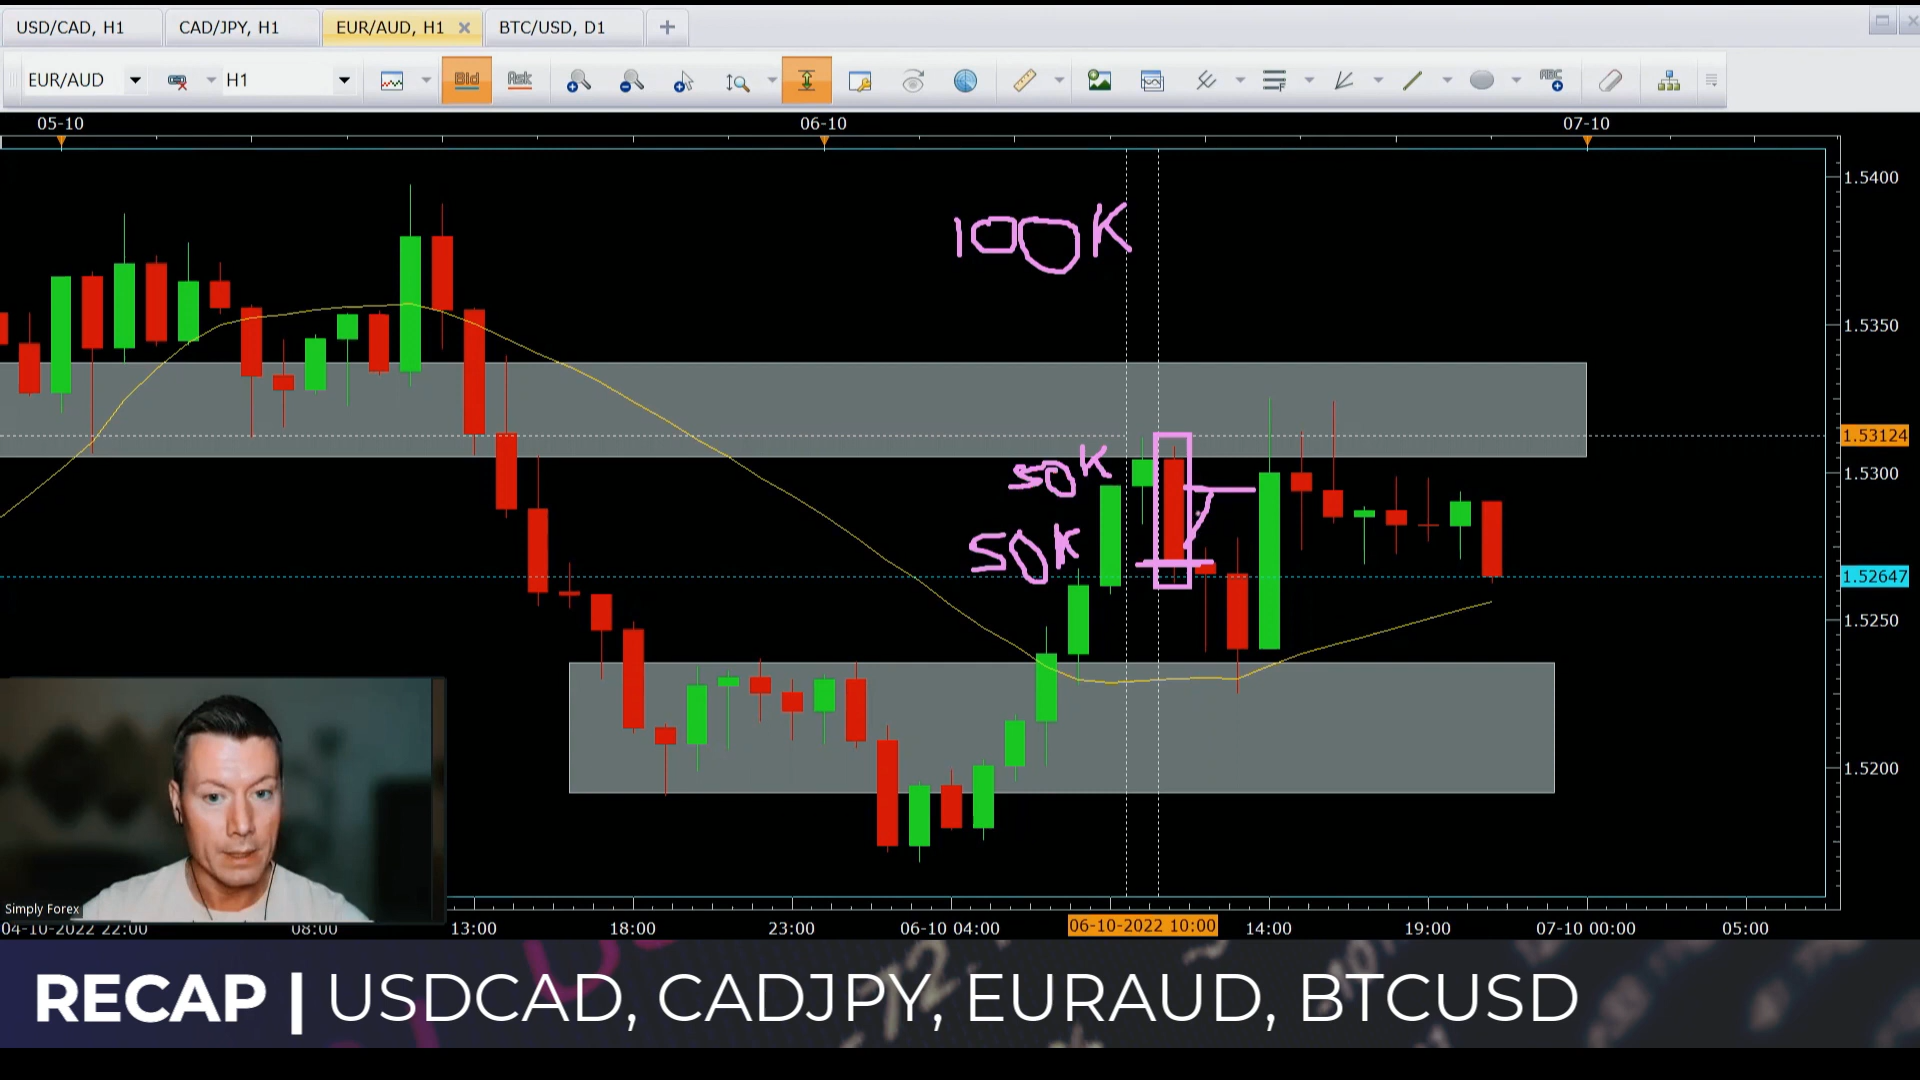 USD/CAD, H1 CAD/JPY, H1 EUR/AUD, H1 BTC/USD, D1
EUR/AUD H1 Bid Ask ABC
05-10 06-10 07-10
1.5400
100K
1.5350
1.53124
50K
1.5300
50K
1.52647
1.5250
1.5200
Simply Forex
04-10-2022 22:00 08:00 13:00 18:00 23:00 06-10 04:00 06-10-2022 10:00 14:00 19:00 07-10 00:00 05:00
RECAP | USDCAD, CADJPY, EURAUD, BTCUSD